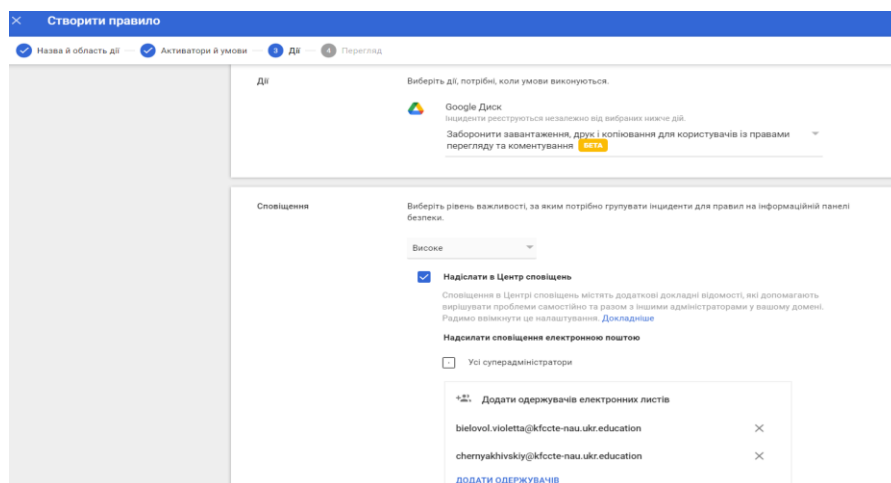 Створити правило
Назва й область дії
Активатори й умови
3 Дії
4 Перегляд
Дії
Виберіть дії, потрібні, коли умови виконуються.
Google Диск
Інциденти реєструються незалежно від вибраних нижче дій.
Заборонити завантаження, друк і копіювання для користувачів із правами
перегляду та коментування BETA
Сповіщення
Виберіть рівень важливості, за яким потрібно групувати інциденти для правил на інформаційній панелі
безпеки.
Високе
Надіслати в Центр сповіщень
Сповіщення в Центрі сповіщень містять додаткові докладні відомості, які допомагають
вирішувати проблеми самостійно та разом з іншими адміністраторами у вашому домені.
Радимо ввімкнути це налаштування. Докладніше
Надсилати сповіщення електронною поштою
Усі суперадміністратори
Додати одержувачів електронних листів
bielovol.violetta@kfccte-nau.ukr.education
chernyakhivskiy@kfccte-nau.ukr.education
ДОДАТИ ОДЕРЖУВАЧІВ